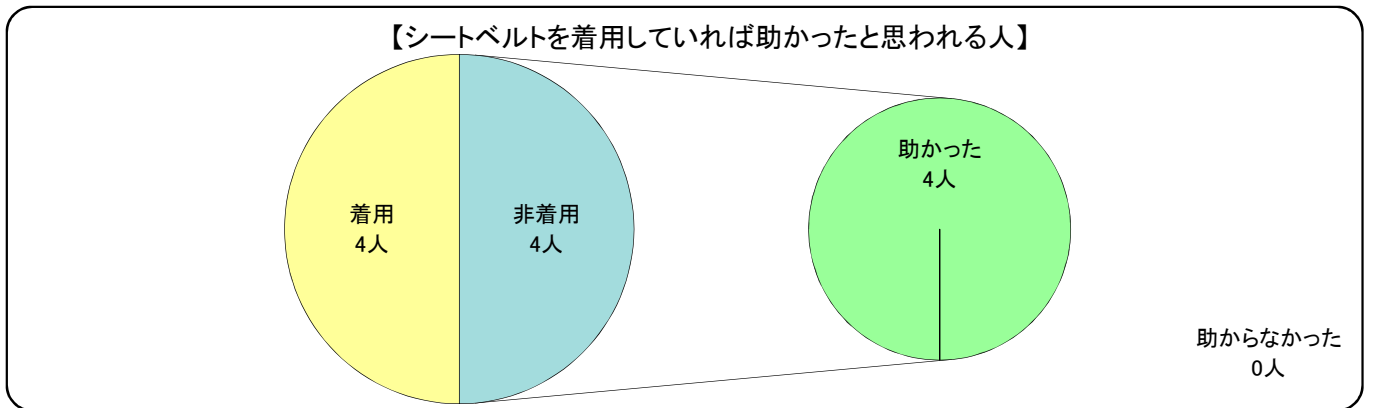 【シートベルトを着用していれば助かったと思われる人】
着用
4人
非着用
4人
助かった
4人
助からなかった
0人